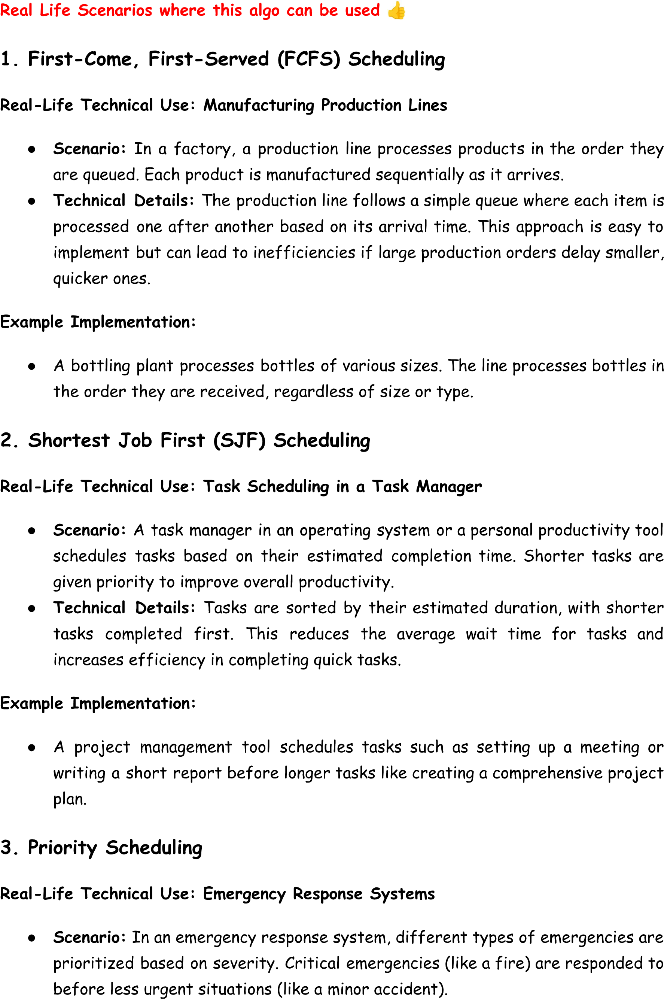 Real Life Scenarios where this algo can be used 👍
1. First-Come, First-Served (FCFS) Scheduling
Real-Life Technical Use: Manufacturing Production Lines
● Scenario: In a factory, a production line processes products in the order they
are queued. Each product is manufactured sequentially as it arrives.
● Technical Details: The production line follows a simple queue where each item is
processed one after another based on its arrival time. This approach is easy to
implement but can lead to inefficiencies if large production orders delay smaller,
quicker ones.
Example Implementation:
● A bottling plant processes bottles of various sizes. The line processes bottles in
the order they are received, regardless of size or type.
2. Shortest Job First (SJF) Scheduling
Real-Life Technical Use: Task Scheduling in a Task Manager
● Scenario: A task manager in an operating system or a personal productivity tool
schedules tasks based on their estimated completion time. Shorter tasks are
given priority to improve overall productivity.
● Technical Details: Tasks are sorted by their estimated duration, with shorter
tasks completed first. This reduces the average wait time for tasks and
increases efficiency in completing quick tasks.
Example Implementation:
● A project management tool schedules tasks such as setting up a meeting or
writing a short report before longer tasks like creating a comprehensive project
plan.
3. Priority Scheduling
Real-Life Technical Use: Emergency Response Systems
● Scenario: In an emergency response system, different types of emergencies are
prioritized based on severity. Critical emergencies (like a fire) are responded to
before less urgent situations (like a minor accident).